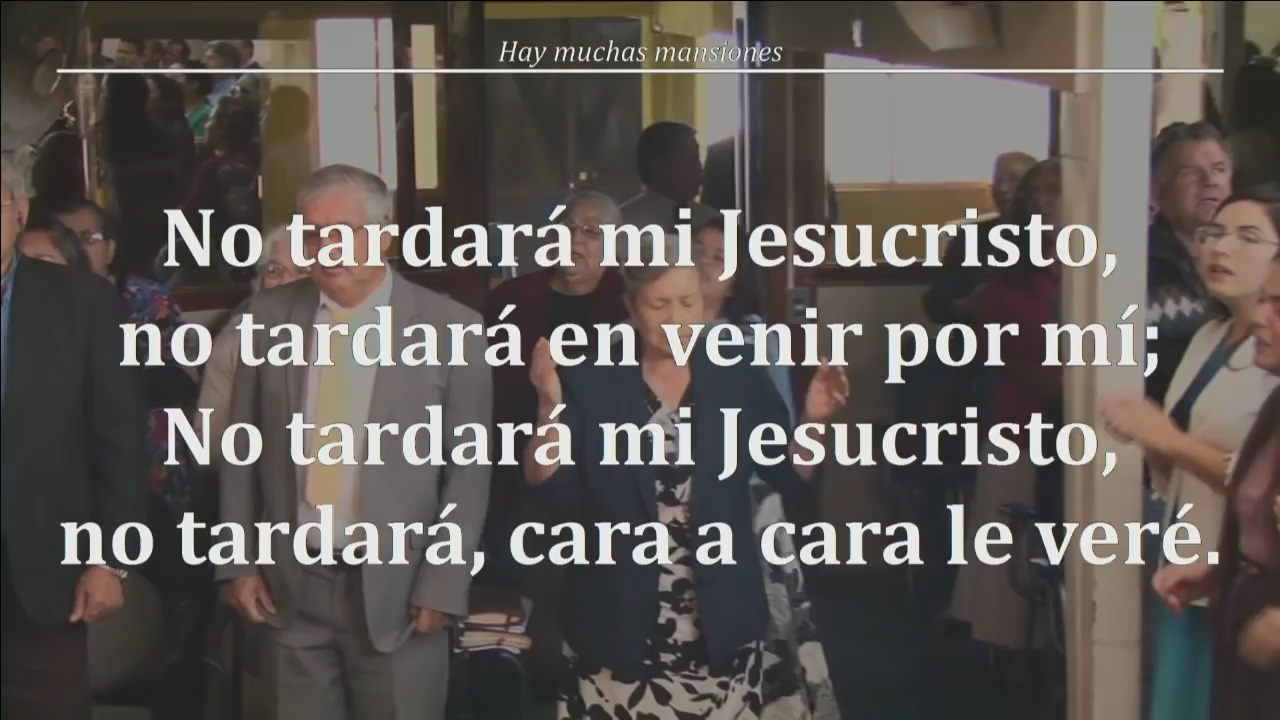 Hay muchas mansiones
No tardará mi Jesucristo,
no tardará en venir por mí;
No tardará mi Jesucristo,
no tardará, cara a cara le veré.